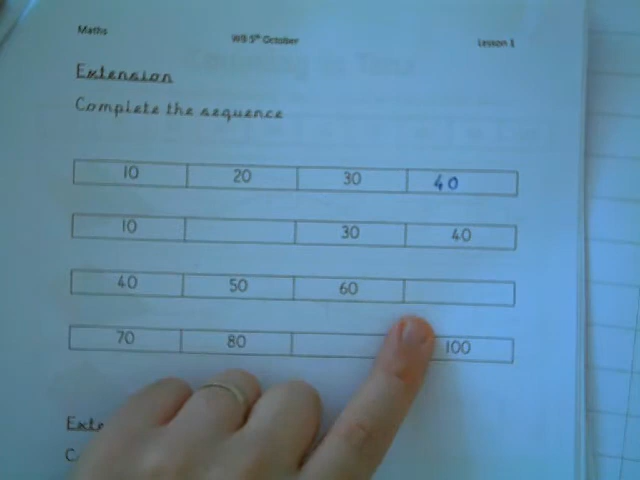 Maths WB 5th October Lesson 1
Extension
Complete the sequence
10 20 30 40
10 30 40
40 50 60
70 80 100